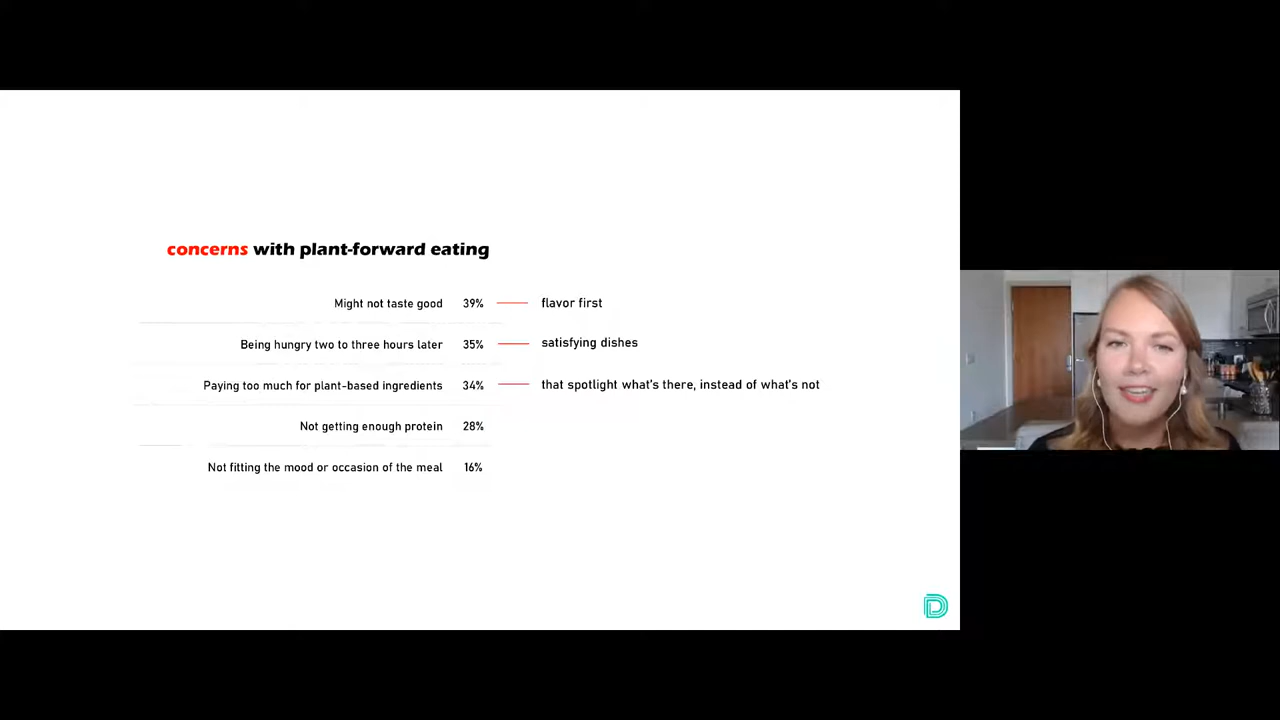 concerns with plant-forward eating
Might not taste good 39% flavor first
Being hungry two to three hours later 35% satisfying dishes
Paying too much for plant-based ingredients 34% that spotlight what's there, instead of what's not
Not getting enough protein 28%
Not fitting the mood or occasion of the meal 16%
D